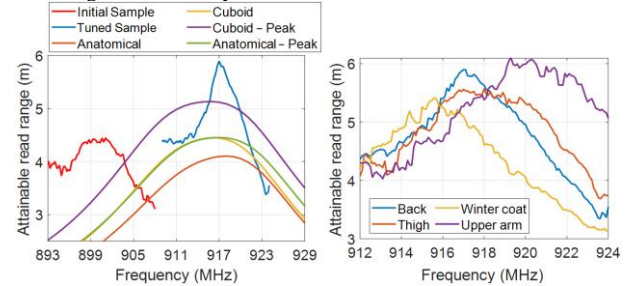 Initial Sample
Cuboid
Tuned Sample
Cuboid – Peak
Anatomical
Anatomical – Peak
6
5
4
3
Attainable read range (m)
893 899 905 911 917 923 929
Frequency (MHz)
6
5
4
3
Attainable read range (m)
Back
Winter coat
Thigh
Upper arm
912 914 916 918 920 922 924
Frequency (MHz)